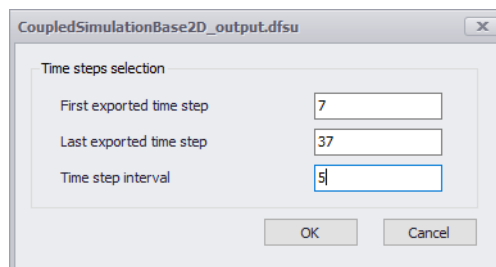 CoupledSimulationBase2D_output.dfsu
Time steps selection
First exported time step 7
Last exported time step 37
Time step interval 5
OK Cancel